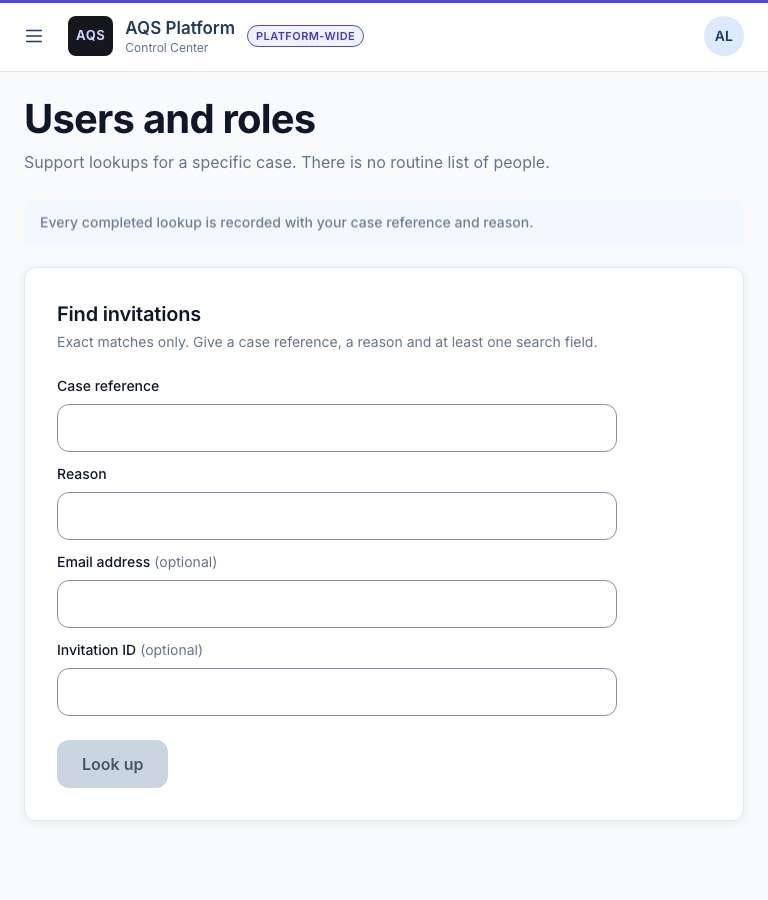 AQS
AQS Platform
Control Center
PLATFORM-WIDE
AL
Users and roles
Support lookups for a specific case. There is no routine list of people.
Every completed lookup is recorded with your case reference and reason.
Find invitations
Exact matches only. Give a case reference, a reason and at least one search field.
Case reference
Reason
Email address (optional)
Invitation ID (optional)
Look up